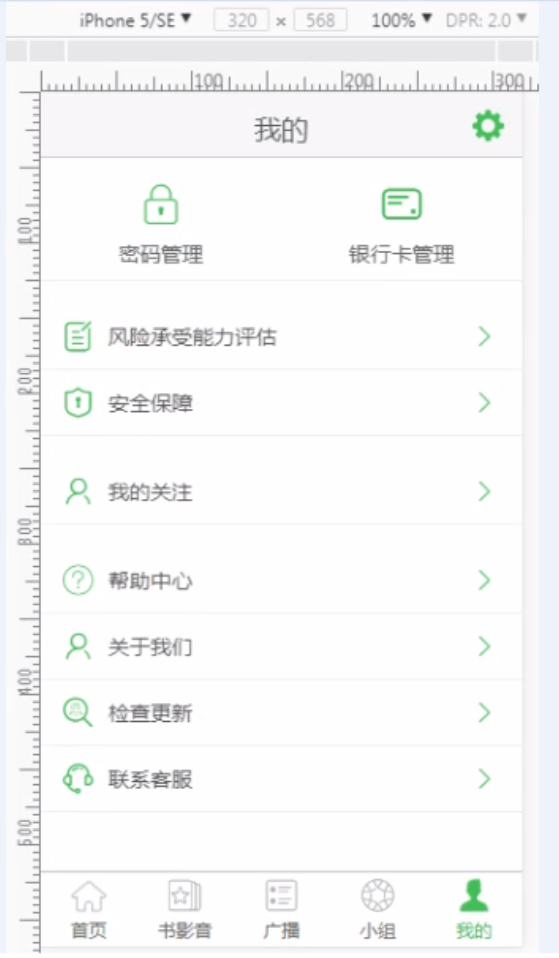 iPhone 5/SE ▼ 320 × 568 100% ▼ DPR: 2.0 ▼
100 200 300
我的
密码管理 银行卡管理
100
风险承受能力评估
200
安全保障
我的关注
300
帮助中心
关于我们
400
检查更新
联系客服
500
首页 书影音 广播 小组 我的